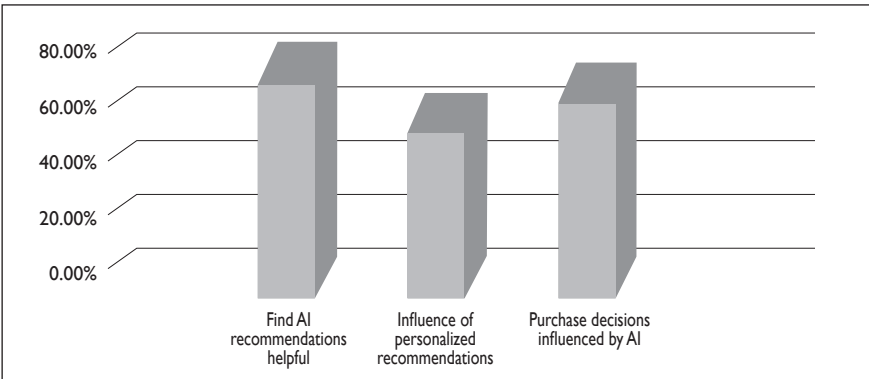 80.00%
60.00%
40.00%
20.00%
0.00%
Find AI
recommendations
helpful
Influence of
personalized
recommendations
Purchase decisions
influenced by AI